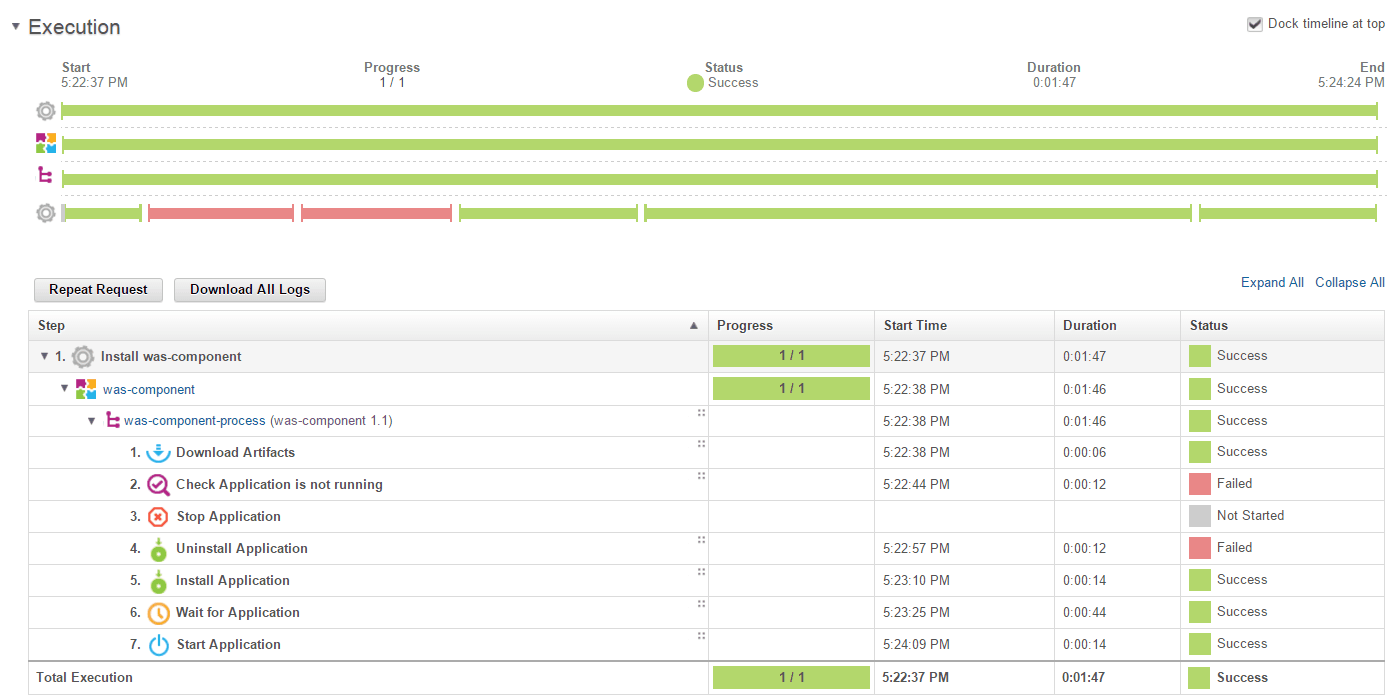 Execution
Dock timeline at top
Start Progress Status Duration End
5:22:37 PM 1 / 1 Success 0:01:47 5:24:24 PM
Repeat Request Download All Logs Expand All Collapse All
Step Progress Start Time Duration Status
1. Install was-component 1 / 1 5:22:37 PM 0:01:47 Success
was-component 1 / 1 5:22:38 PM 0:01:46 Success
was-component-process (was-component 1.1) 5:22:38 PM 0:01:46 Success
1. Download Artifacts 5:22:38 PM 0:00:06 Success
2. Check Application is not running 5:22:44 PM 0:00:12 Failed
3. Stop Application Not Started
4. Uninstall Application 5:22:57 PM 0:00:12 Failed
5. Install Application 5:23:10 PM 0:00:14 Success
6. Wait for Application 5:23:25 PM 0:00:44 Success
7. Start Application 5:24:09 PM 0:00:14 Success
Total Execution 1 / 1 5:22:37 PM 0:01:47 Success